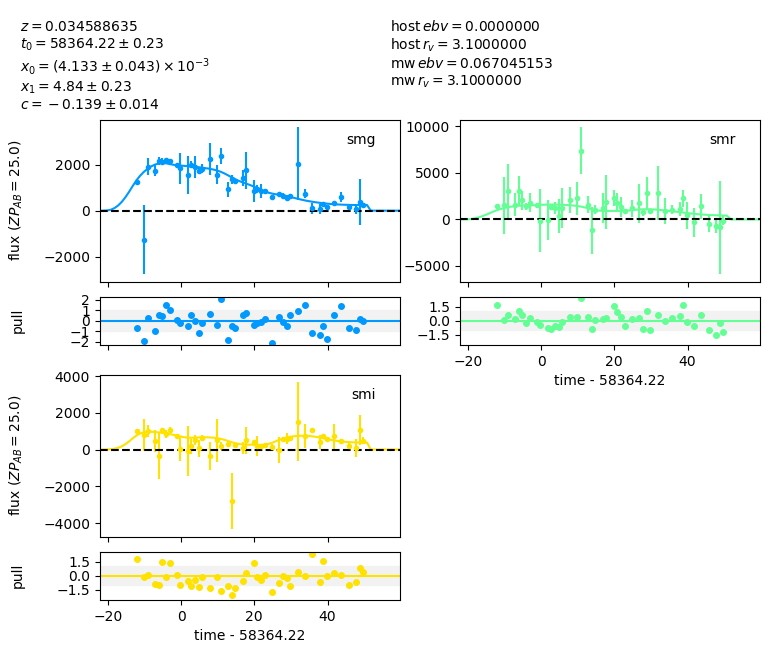 z = 0.034588635
t₀ = 58364.22 ± 0.23
x₀ = (4.133 ± 0.043) × 10⁻³
x₁ = 4.84 ± 0.23
c = −0.139 ± 0.014
host ebv = 0.0000000
host r_v = 3.1000000
mw ebv = 0.067045153
mw r_v = 3.1000000
smg
2000
0
−2000
flux (ZP_AB = 25.0)
smr
10000
5000
0
−5000
2
1
0
−1
−2
pull
1.5
0.0
−1.5
−20 0 20 40
time - 58364.22
smi
4000
2000
0
−2000
−4000
flux (ZP_AB = 25.0)
1.5
0.0
−1.5
pull
−20 0 20 40
time - 58364.22